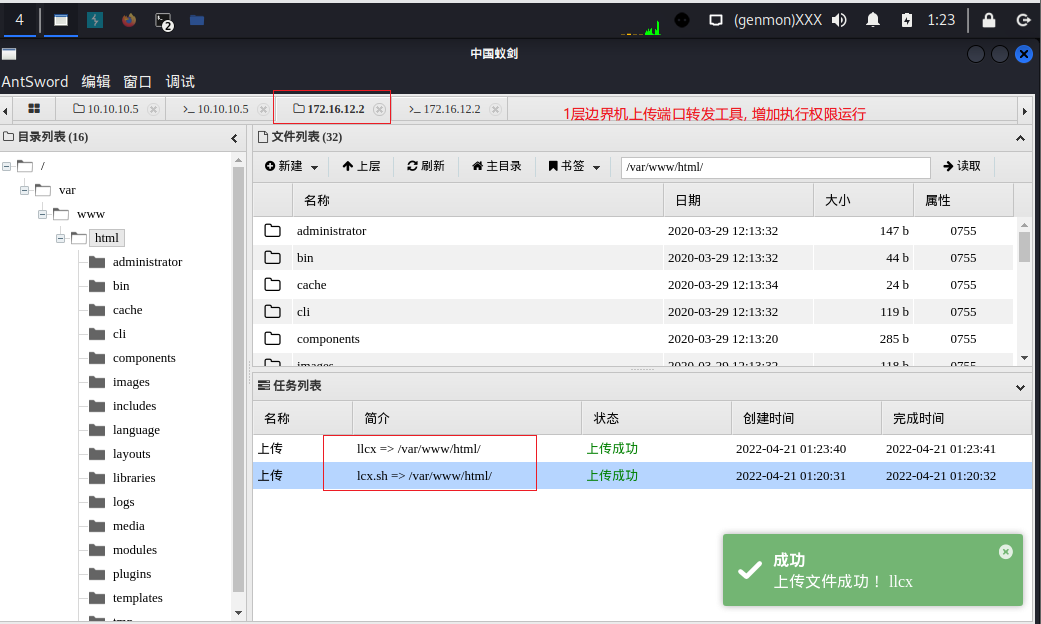 4 2 (genmon)XXX 1:23
中国蚁剑
AntSword 编辑 窗口 调试
10.10.10.5 >_ 10.10.10.5 172.16.12.2 >_ 172.16.12.2
1层边界机上传端口转发工具, 增加执行权限运行
目录列表 (16)
/
var
www
html
administrator
bin
cache
cli
components
images
includes
language
layouts
libraries
logs
media
modules
plugins
templates
tmp
文件列表 (32)
新建 上层 刷新 主目录 书签 /var/www/html/ 读取
名称 日期 大小 属性
administrator 2020-03-29 12:13:32 147 b 0755
bin 2020-03-29 12:13:32 44 b 0755
cache 2020-03-29 12:13:34 24 b 0755
cli 2020-03-29 12:13:32 119 b 0755
components 2020-03-29 12:13:20 285 b 0755
images 2020-03-29 12:13:32 118 b 0755
任务列表
名称 简介 状态 创建时间 完成时间
上传 llcx => /var/www/html/ 上传成功 2022-04-21 01:23:40 2022-04-21 01:23:41
上传 lcx.sh => /var/www/html/ 上传成功 2022-04-21 01:20:31 2022-04-21 01:20:32
成功
上传文件成功！ llcx